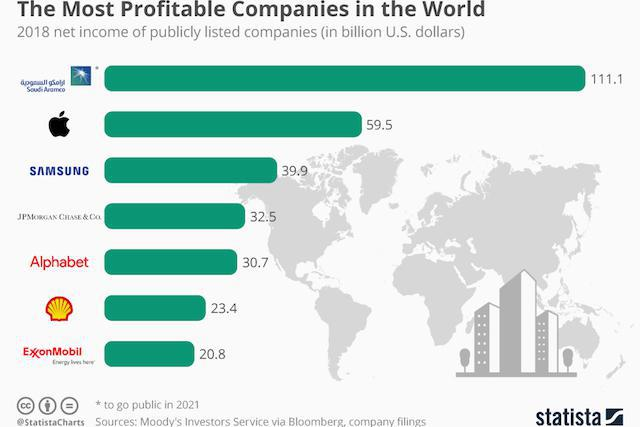 The Most Profitable Companies in the World
2018 net income of publicly listed companies (in billion U.S. dollars)
ارامكو السعودية
Saudi Aramco
*
111.1
59.5
SAMSUNG
39.9
JPMORGAN CHASE & CO.
32.5
Alphabet
30.7
23.4
ExxonMobil
Energy lives here
20.8
* to go public in 2021
@StatistaCharts
Sources: Moody's Investors Service via Bloomberg, company filings
cc
statista